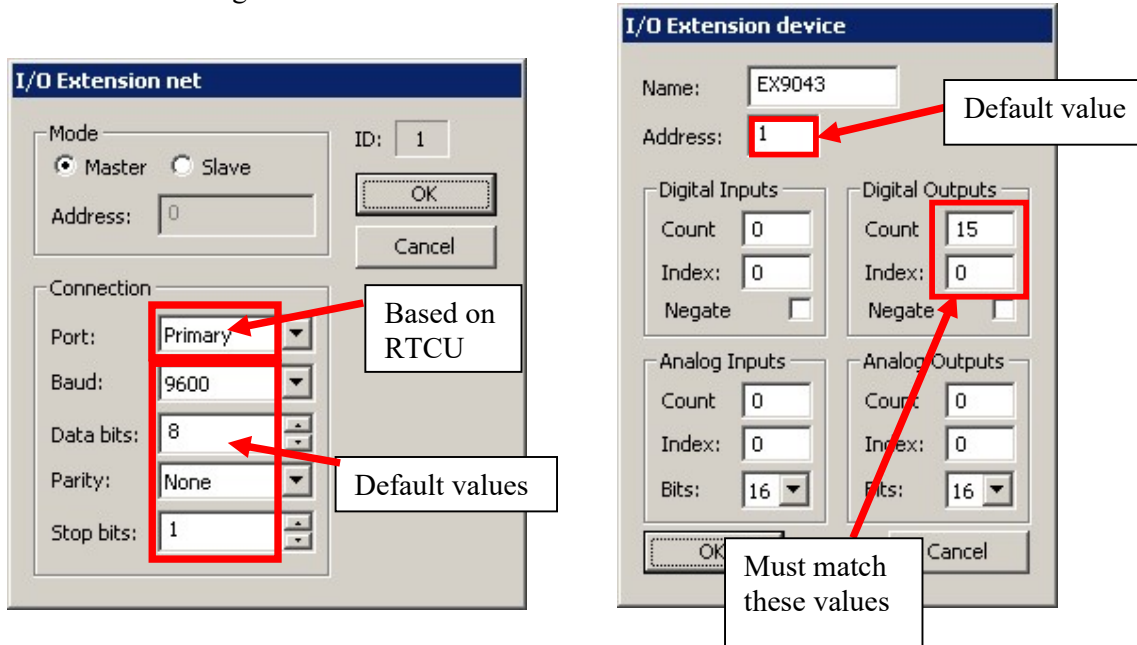 I/O Extension net
Mode
Master
Slave
Address:
0
ID:
1
OK
Cancel
Connection
Port:
Primary
Baud:
9600
Data bits:
8
Parity:
None
Stop bits:
1
Based on
RTCU
Default values
I/O Extension device
Name:
EX9043
Address:
1
Default value
Digital Inputs
Count
0
Index:
0
Negate
Digital Outputs
Count
15
Index:
0
Negate
Analog Inputs
Count
0
Index:
0
Bits:
16
Analog Outputs
Count
0
Index:
0
Bits:
16
OK
Cancel
Must match
these values